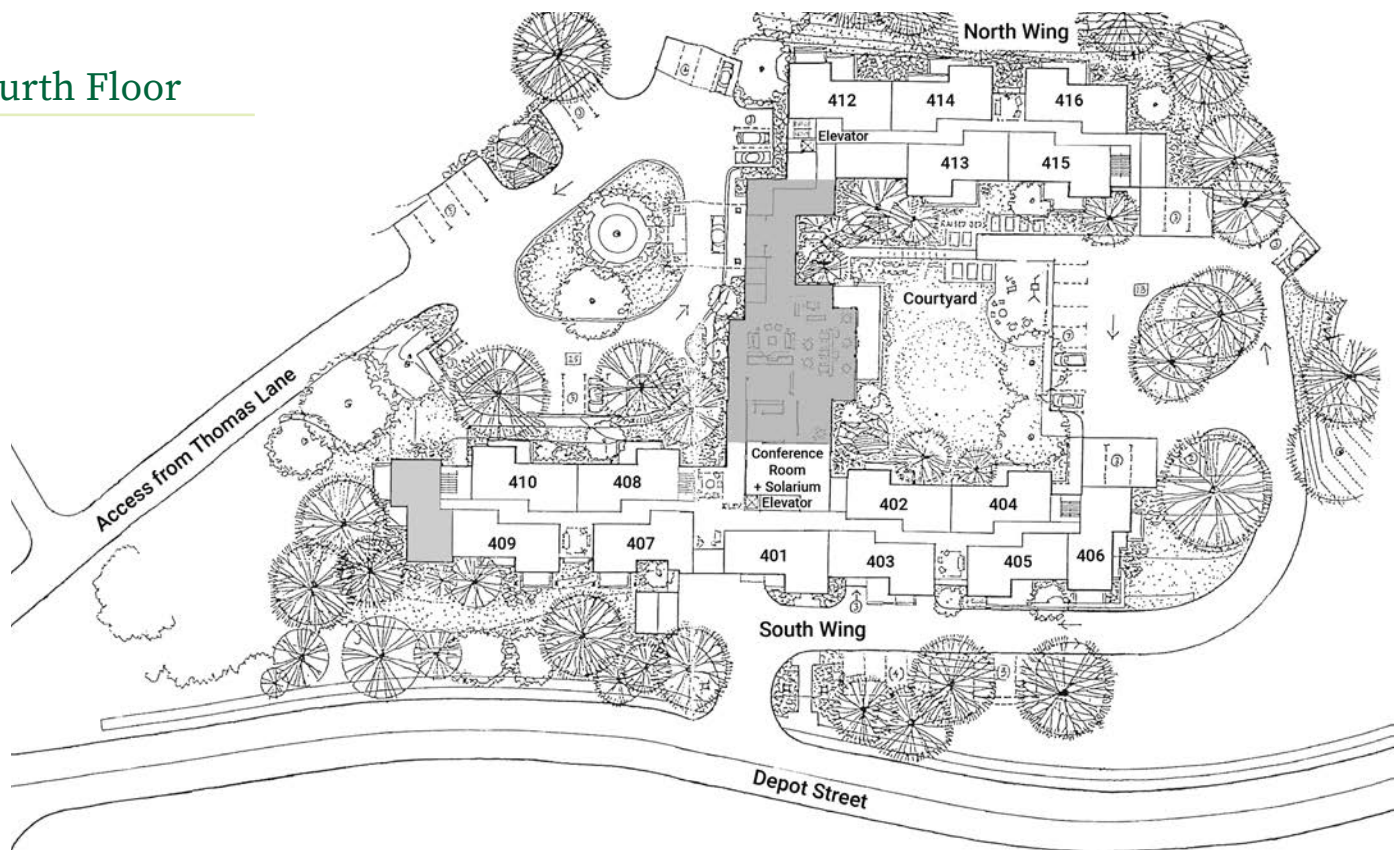 urth Floor
North Wing
412
414
416
Elevator
413
415
Courtyard
Access from Thomas Lane
Conference
Room
+ Solarium
Elevator
410
408
402
404
409
407
401
403
405
406
South Wing
Depot Street